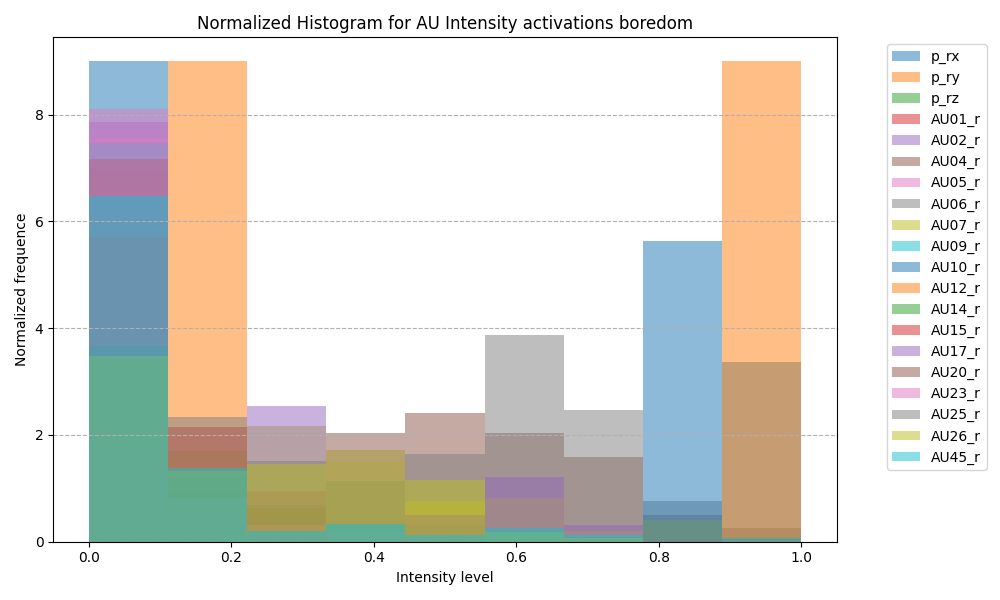 Normalized Histogram for AU Intensity activations boredom
Normalized frequence
8
6
4
2
0
0.0 0.2 0.4 0.6 0.8 1.0
Intensity level
p_rx
p_ry
p_rz
AU01_r
AU02_r
AU04_r
AU05_r
AU06_r
AU07_r
AU09_r
AU10_r
AU12_r
AU14_r
AU15_r
AU17_r
AU20_r
AU23_r
AU25_r
AU26_r
AU45_r